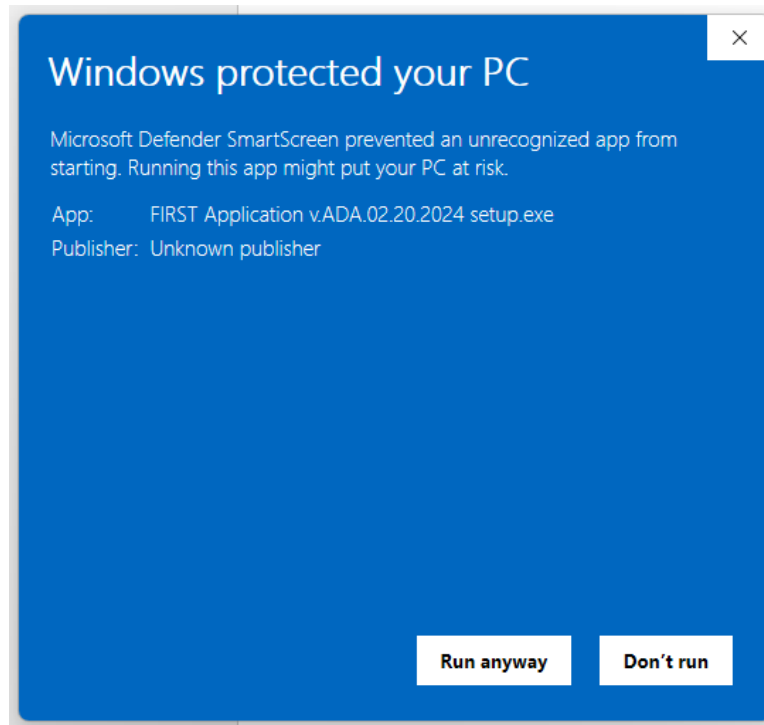 Windows protected your PC
Microsoft Defender SmartScreen prevented an unrecognized app from
starting. Running this app might put your PC at risk.
App: FIRST Application v.ADA.02.20.2024 setup.exe
Publisher: Unknown publisher
Run anyway Don’t run